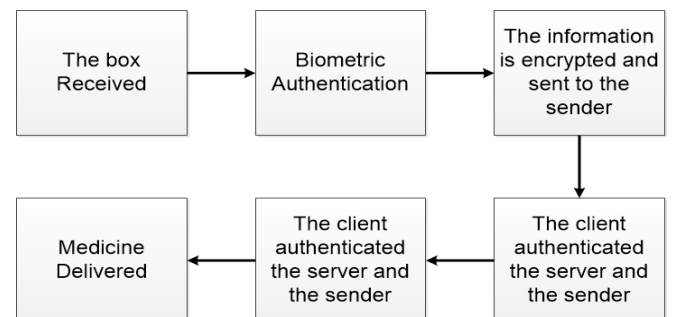 The box
Received
Biometric
Authentication
The information
is encrypted and
sent to the
sender
The client
authenticated
the server and
the sender
The client
authenticated
the server and
the sender
Medicine
Delivered